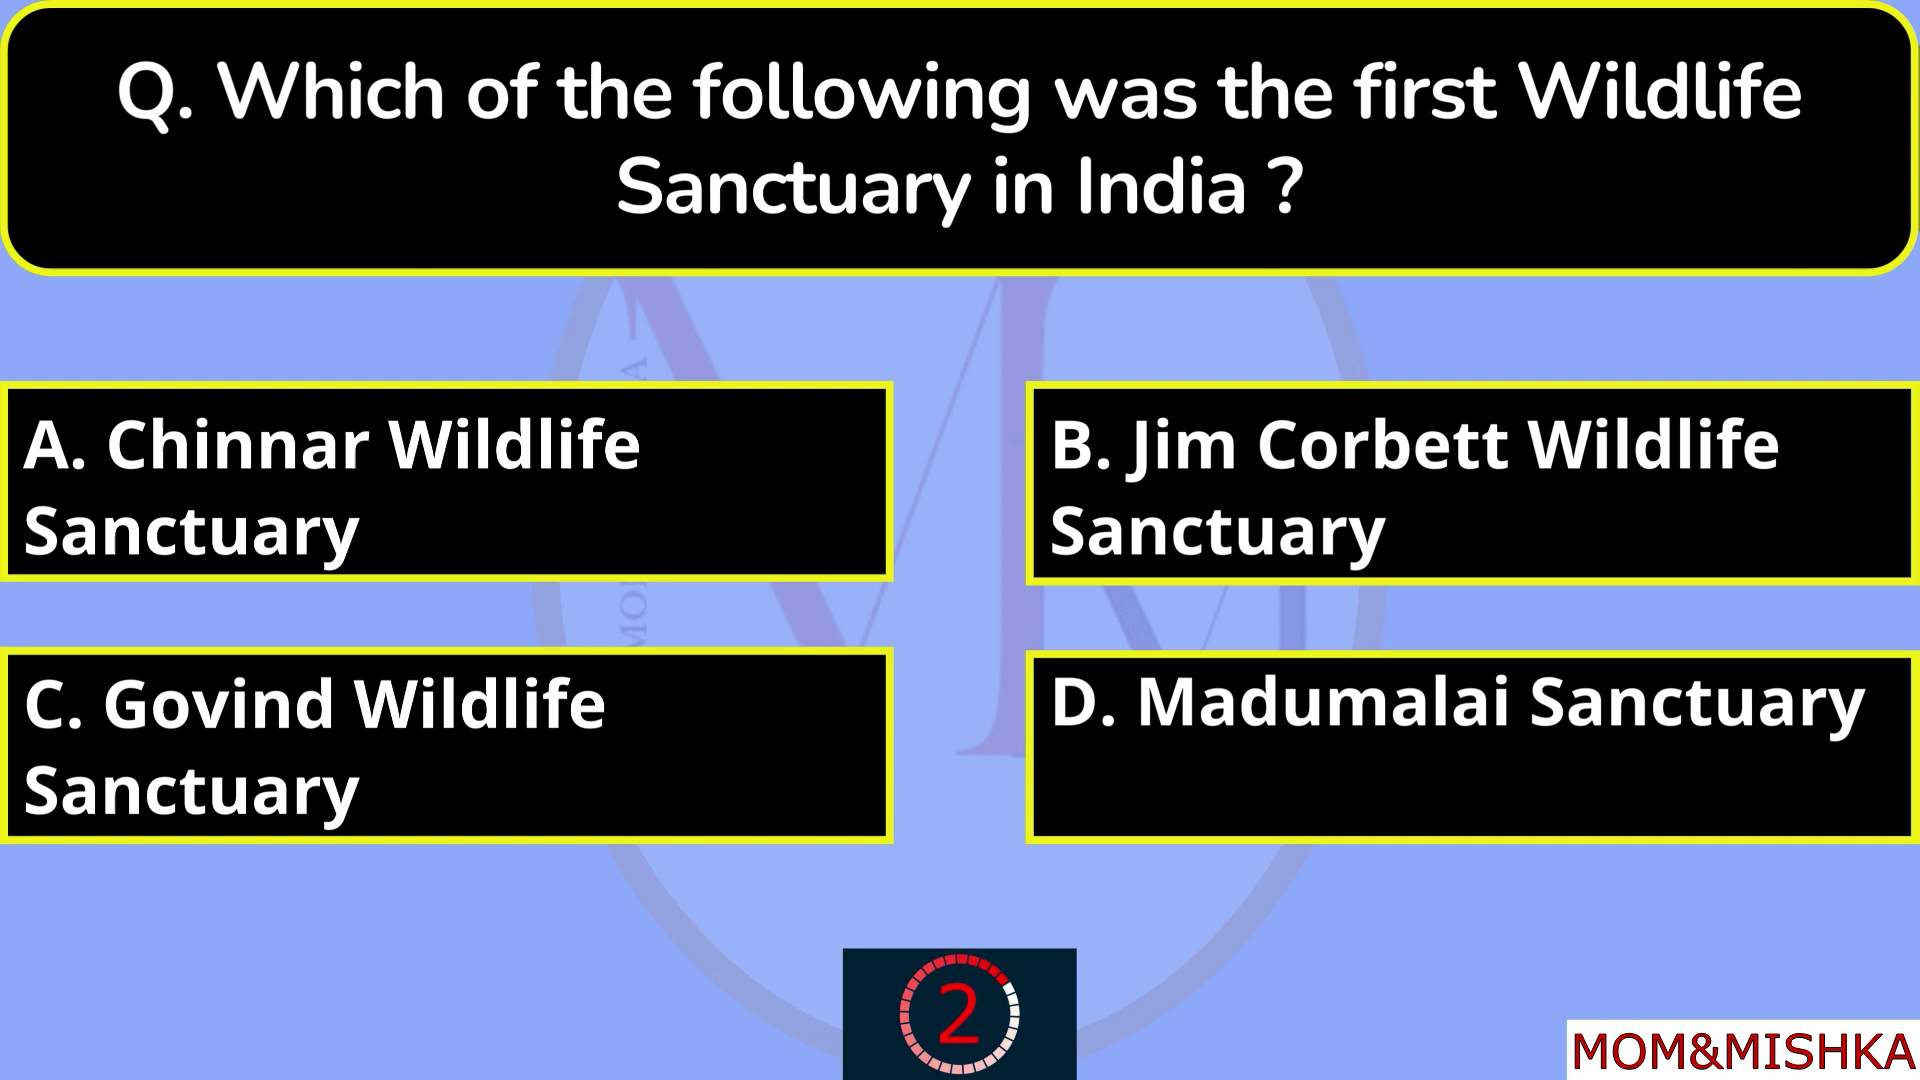 Q. Which of the following was the first Wildlife
Sanctuary in India ?
A. Chinnar Wildlife
Sanctuary
B. Jim Corbett Wildlife
Sanctuary
C. Govind Wildlife
Sanctuary
D. Madumalai Sanctuary
2
MOM&MISHKA